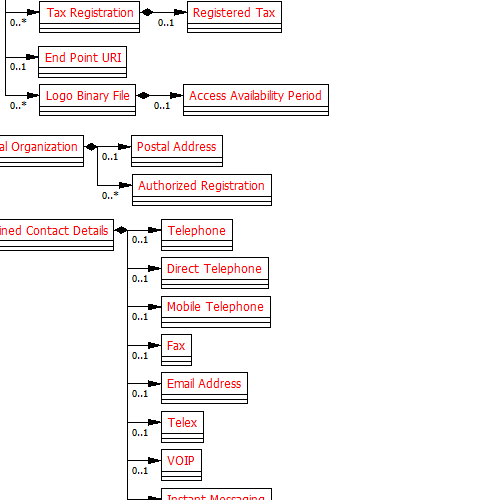 Tax Registration
Registered Tax
0..*
0..1
End Point URI
0..1
Logo Binary File
Access Availability Period
0..*
0..1
al Organization
Postal Address
0..1
Authorized Registration
0..*
ined Contact Details
Telephone
0..1
Direct Telephone
0..1
Mobile Telephone
0..1
Fax
0..1
Email Address
0..1
Telex
0..1
VOIP
0..1
Instant Messaging